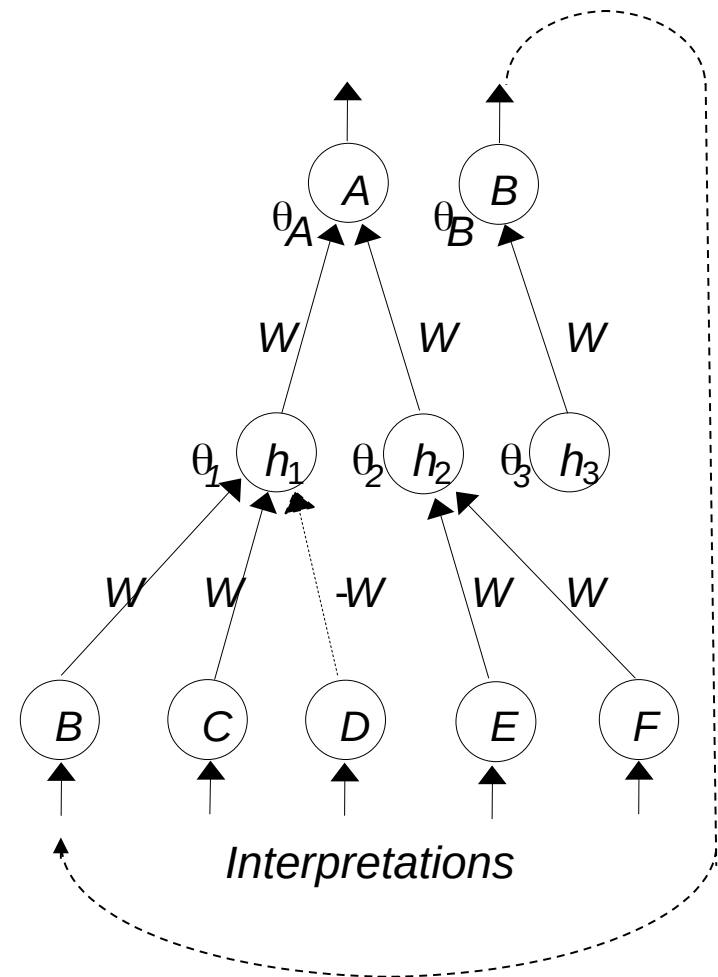 A B
θA θB
W W W
θ1 h1 θ2 h2 θ3 h3
W W -W W W
B C D E F
Interpretations